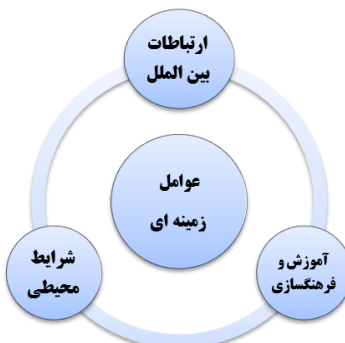 ارتباطات
بین الملل
عوامل
زمینه ای
آموزش و
فرهنگسازی
شرایط
محیطی